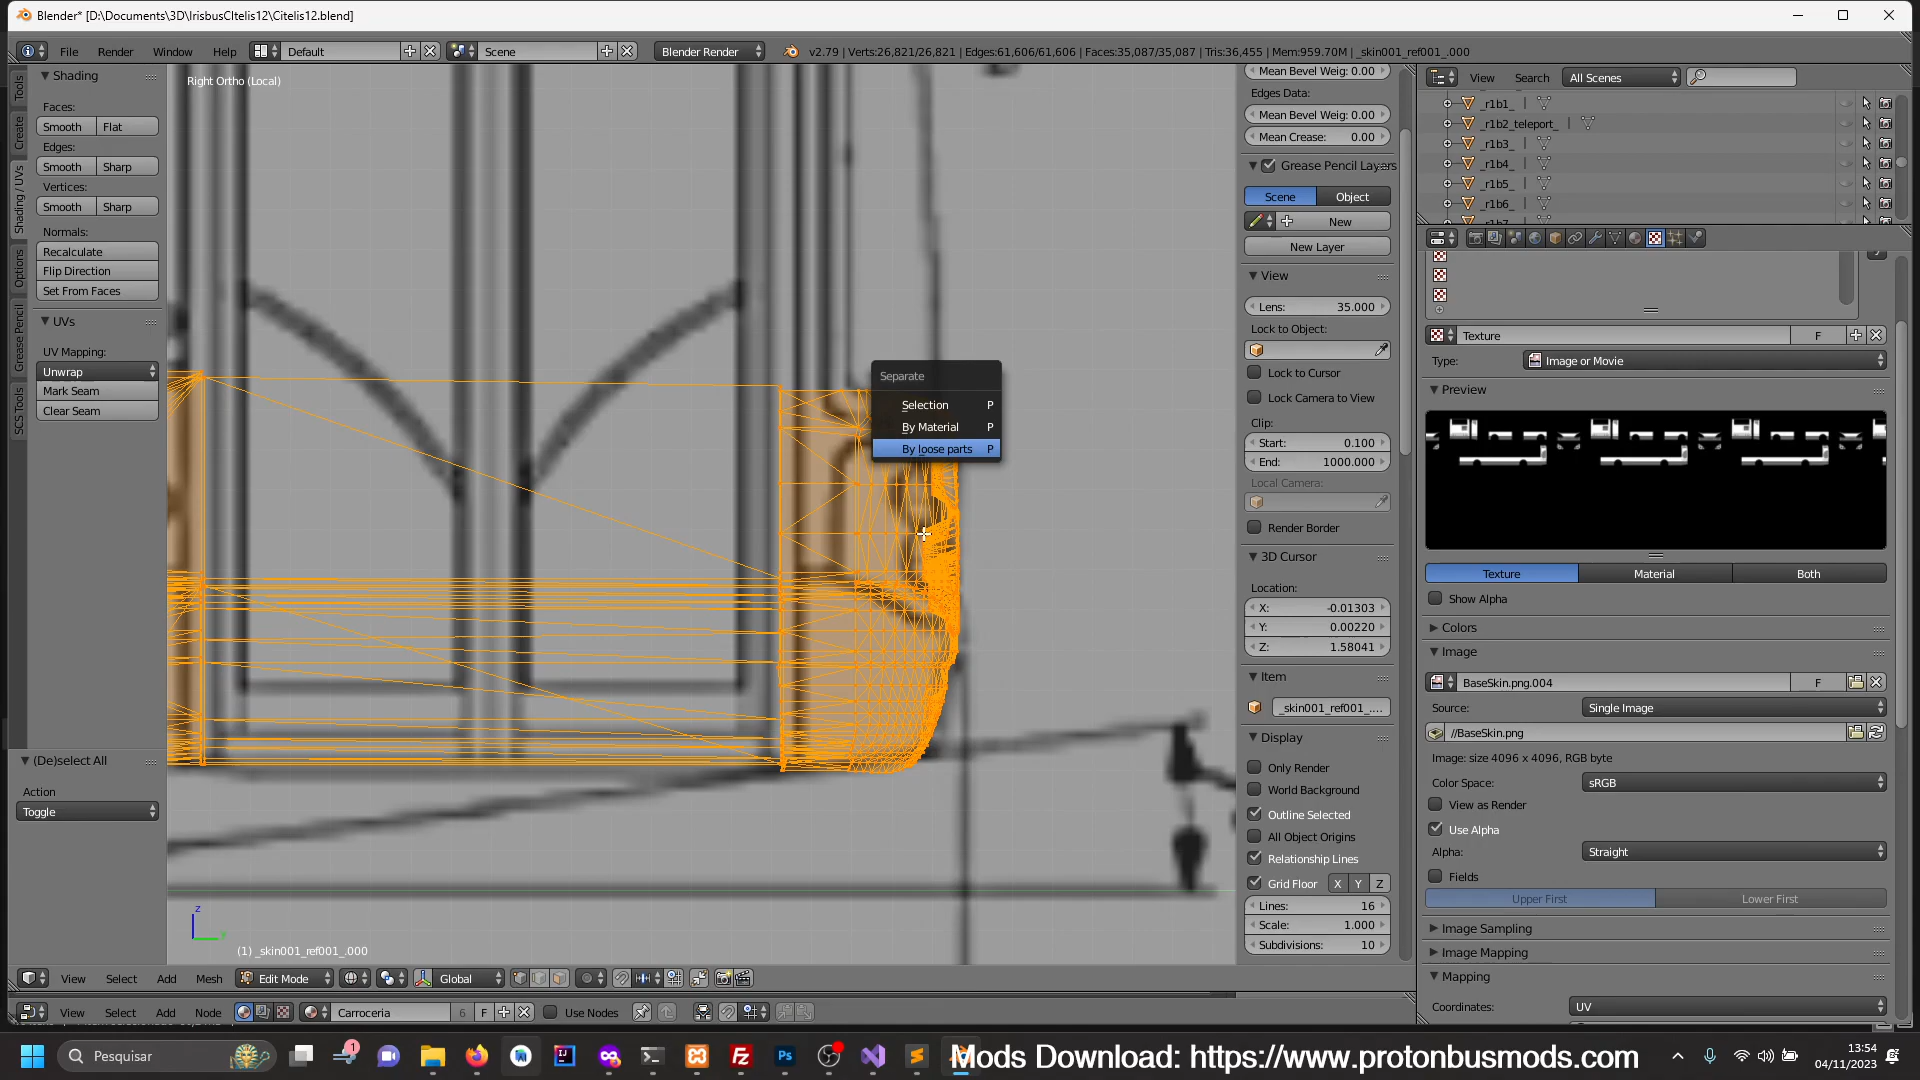 Blender* [D:\Documents\3D\IrisbusCItelis12\Citelis12.blend]
File Render Window Help Default Scene Blender Render v2.79 | Verts:26,821/26,821 | Edges:61,606/61,606 | Faces:35,087/35,087 | Tris:36,455 | Mem:959.70M | _skin001_ref001_.000
Tools
Create
Shading / UVs
Options
Grease Pencil
SCS Tools
Shading
Faces:
Smooth Flat
Edges:
Smooth Sharp
Vertices:
Smooth Sharp
Normals:
Recalculate
Flip Direction
Set From Faces
UVs
UV Mapping:
Unwrap
Mark Seam
Clear Seam
(De)select All
Action
Toggle
Right Ortho (Local)
Separate
Selection P
By Material P
By loose parts P
z
(1) _skin001_ref001_.000
View Select Add Mesh Edit Mode Global
View Select Add Node Carroceria 6 F Use Nodes
Mean Bevel Weig: 0.00
Edges Data:
Mean Bevel Weig: 0.00
Mean Crease: 0.00
Grease Pencil Layers
Scene Object
New
New Layer
View
Lens: 35.000
Lock to Object:
Lock to Cursor
Lock Camera to View
Clip:
Start: 0.100
End: 1000.000
Local Camera:
Render Border
3D Cursor
Location:
X: -0.01303
Y: 0.00220
Z: 1.58041
Item
_skin001_ref001_....
Display
Only Render
World Background
Outline Selected
All Object Origins
Relationship Lines
Grid Floor X Y Z
Lines: 16
Scale: 1.000
Subdivisions: 10
View Search All Scenes
_r1b1_
_r1b2_teleport_
_r1b3_
_r1b4_
_r1b5_
_r1b6_
_r1b7_
Texture F
Type: Image or Movie
Preview
Texture Material Both
Show Alpha
Colors
Image
BaseSkin.png.004 F
Source: Single Image
//BaseSkin.png
Image: size 4096 x 4096, RGB byte
Color Space: sRGB
View as Render
Use Alpha
Alpha: Straight
Fields
Upper First Lower First
Image Sampling
Image Mapping
Mapping
Coordinates: UV
Pesquisar
1
Mods Download: https://www.protonbusmods.com
13:54
04/11/2023